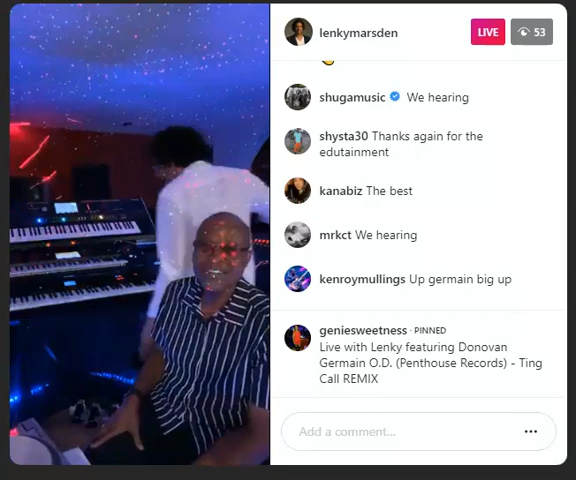 lenkymarsden LIVE 53
shugamusic We hearing
shysta30 Thanks again for the
edutainment
kanabiz The best
mrkct We hearing
kenroymullings Up germain big up
geniesweetness · PINNED
Live with Lenky featuring Donovan
Germain O.D. (Penthouse Records) - Ting
Call REMIX
Add a comment...